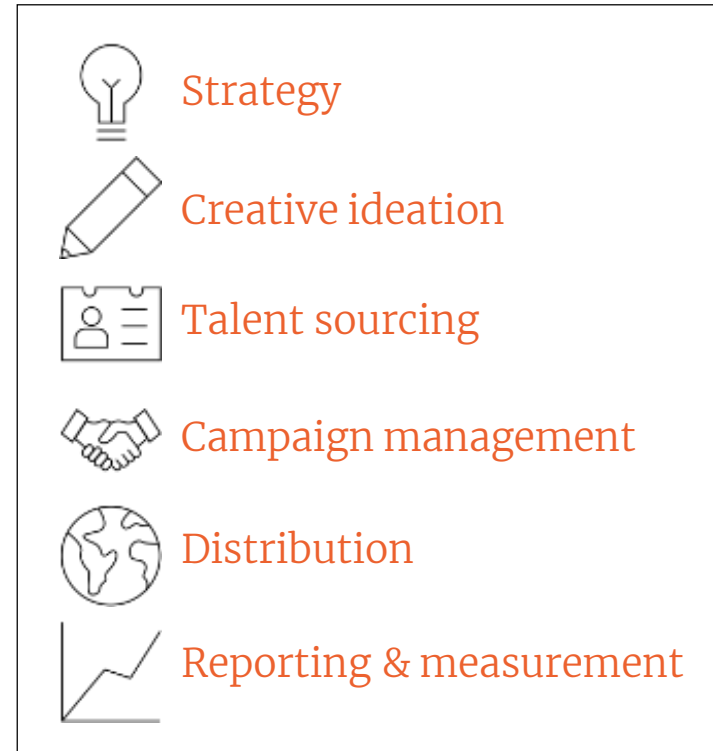 Strategy
Creative ideation
Talent sourcing
Campaign management
Distribution
Reporting & measurement